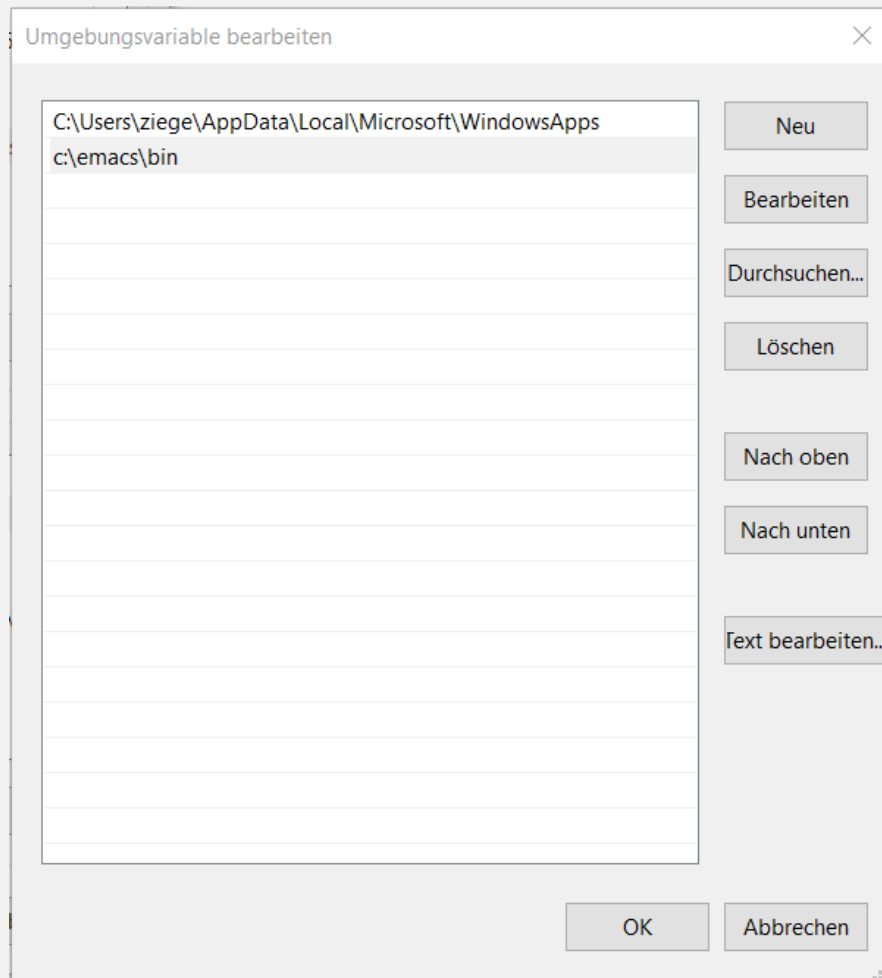 Umgebungsvariable bearbeiten
C:\Users\ziege\AppData\Local\Microsoft\WindowsApps
c:\emacs\bin
Neu
Bearbeiten
Durchsuchen...
Löschen
Nach oben
Nach unten
Text bearbeiten..
OK
Abbrechen